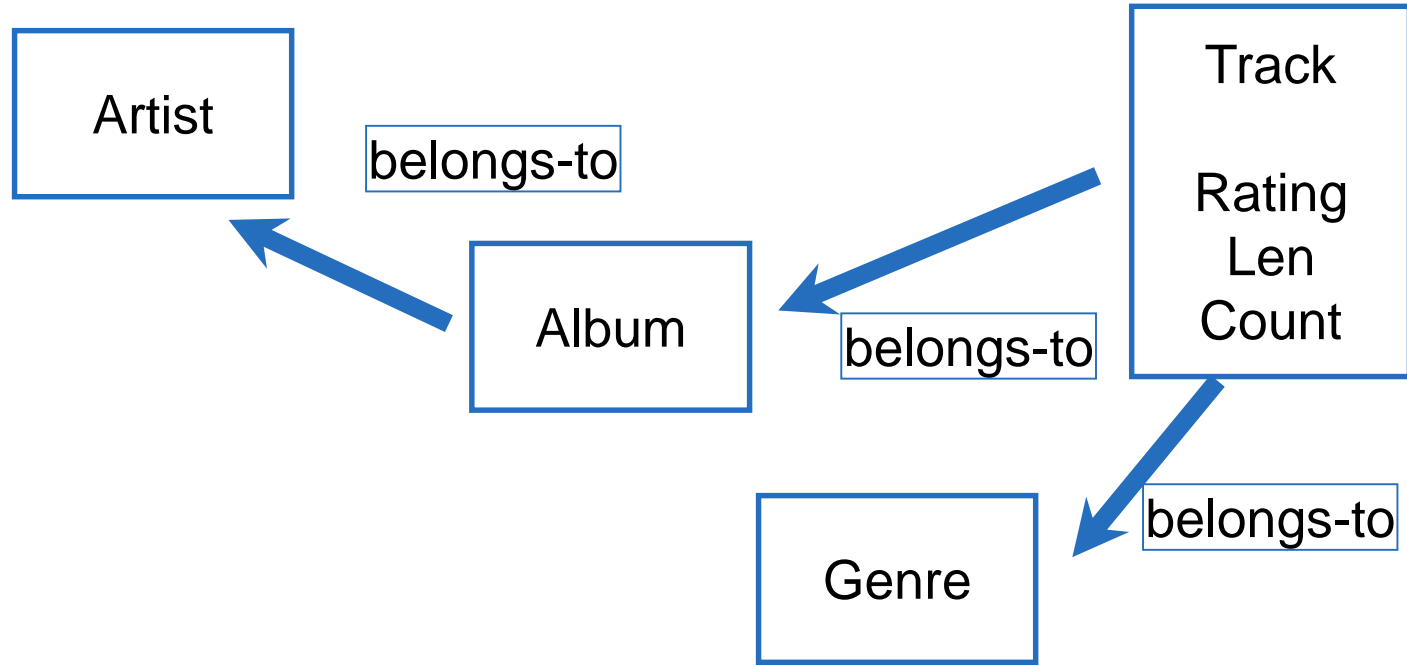 Artist
belongs-to
Album
belongs-to
Track
Rating
Len
Count
belongs-to
Genre